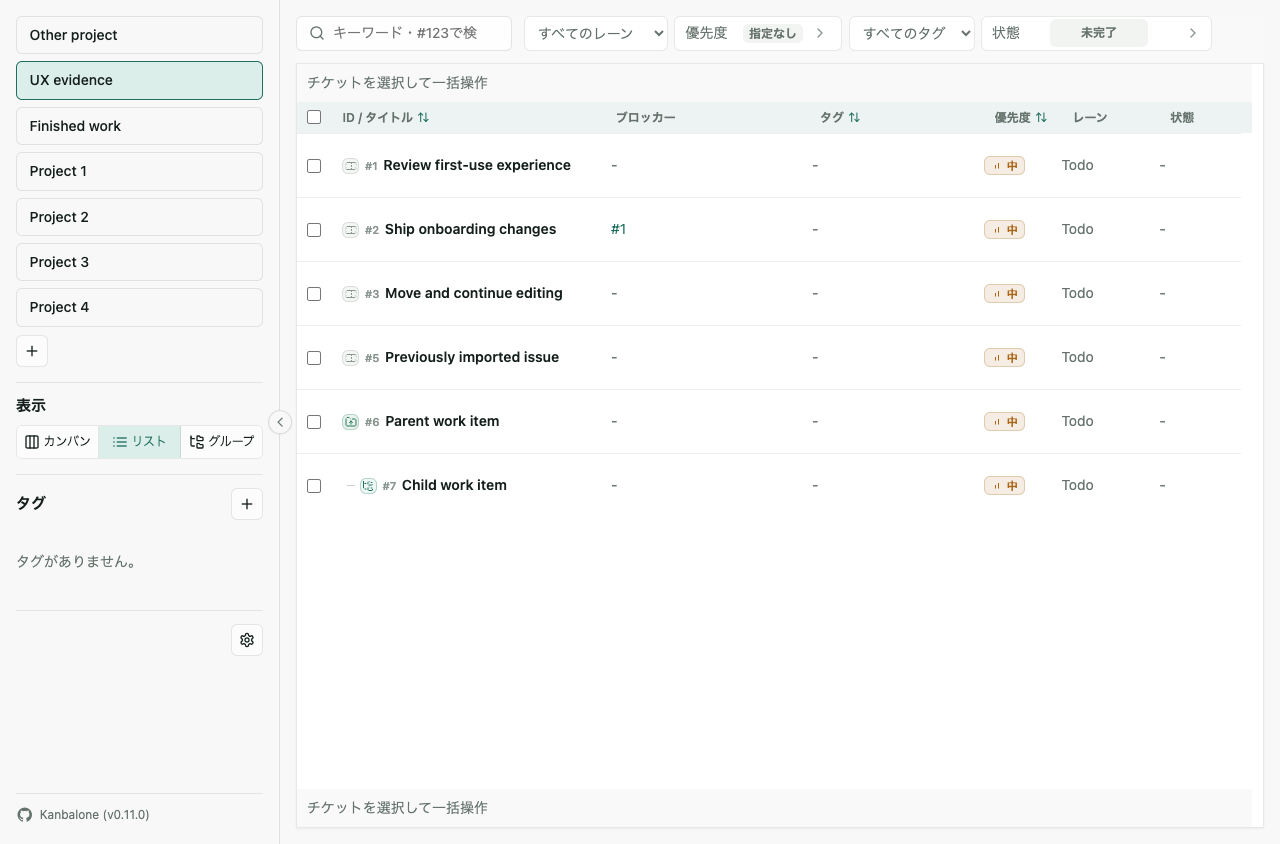 Other project
UX evidence
Finished work
Project 1
Project 2
Project 3
Project 4
表示
カンバン リスト グループ
タグ
タグがありません。
Kanbalone (v0.11.0)
キーワード・#123で検 すべてのレーン 優先度 指定なし すべてのタグ 状態 未完了
チケットを選択して一括操作
ID / タイトル ブロッカー タグ 優先度 レーン 状態
#1 Review first-use experience - - 中 Todo -
#2 Ship onboarding changes #1 - 中 Todo -
#3 Move and continue editing - - 中 Todo -
#5 Previously imported issue - - 中 Todo -
#6 Parent work item - - 中 Todo -
#7 Child work item - - 中 Todo -
チケットを選択して一括操作